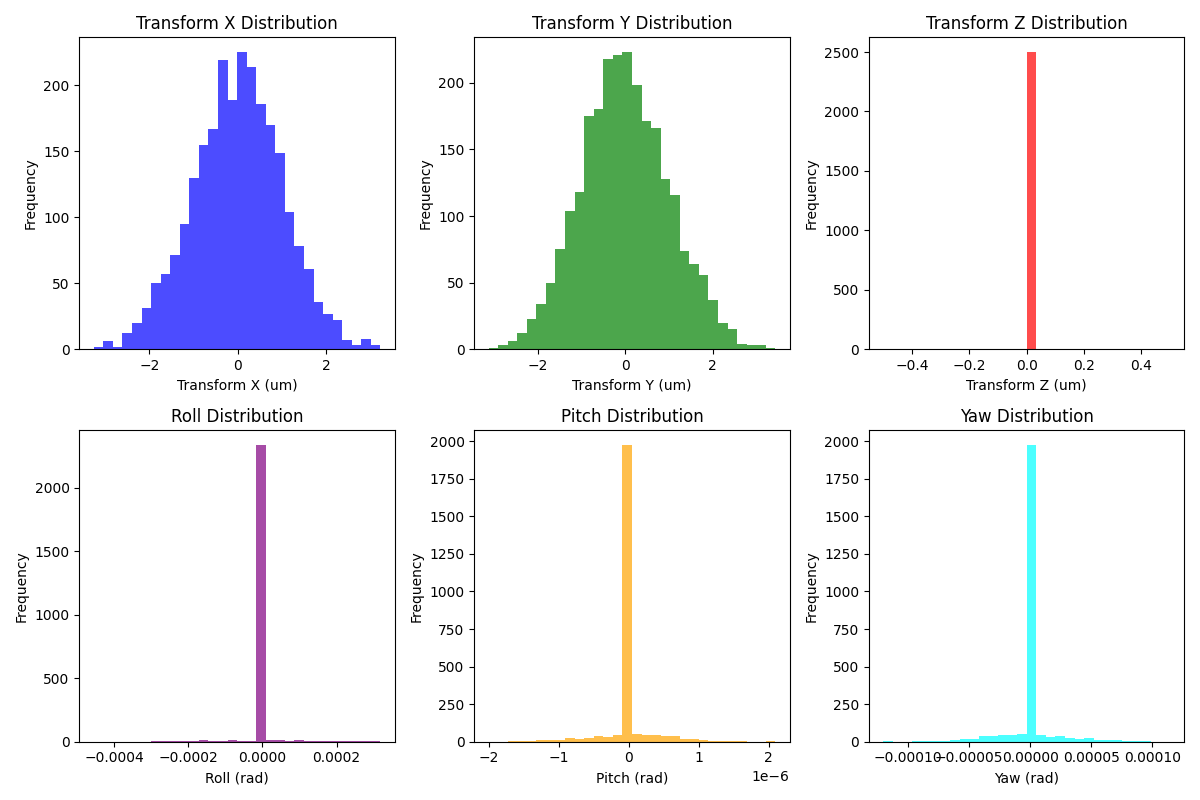 Transform X Distribution
Frequency
200
150
100
50
0
−2 0 2
Transform X (um)
Transform Y Distribution
Frequency
200
150
100
50
0
−2 0 2
Transform Y (um)
Transform Z Distribution
Frequency
2500
2000
1500
1000
500
0
−0.4 −0.2 0.0 0.2 0.4
Transform Z (um)
Roll Distribution
Frequency
2000
1500
1000
500
0
−0.0004 −0.0002 0.0000 0.0002
Roll (rad)
Pitch Distribution
Frequency
2000
1750
1500
1250
1000
750
500
250
0
−2 −1 0 1 2
1e−6
Pitch (rad)
Yaw Distribution
Frequency
2000
1750
1500
1250
1000
750
500
250
0
−0.00010 −0.00005 0.00000 0.00005 0.00010
Yaw (rad)